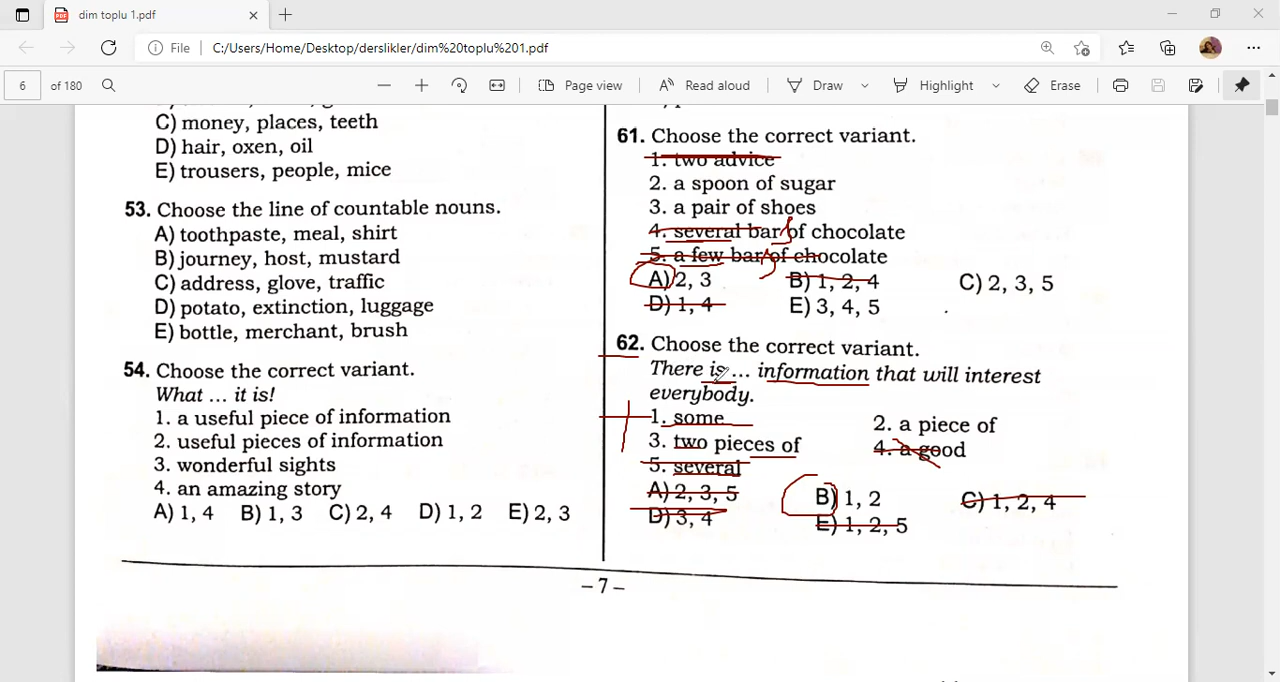 dim toplu 1.pdf
File C:/Users/Home/Desktop/derslikler/dim%20toplu%201.pdf
6 of 180 Page view Read aloud Draw Highlight Erase
C) money, places, teeth
D) hair, oxen, oil
E) trousers, people, mice
53. Choose the line of countable nouns.
A) toothpaste, meal, shirt
B) journey, host, mustard
C) address, glove, traffic
D) potato, extinction, luggage
E) bottle, merchant, brush
54. Choose the correct variant.
What ... it is!
1. a useful piece of information
2. useful pieces of information
3. wonderful sights
4. an amazing story
A) 1, 4 B) 1, 3 C) 2, 4 D) 1, 2 E) 2, 3
61. Choose the correct variant.
1. two advice
2. a spoon of sugar
3. a pair of shoes
4. several bar of chocolate
5. a few bar of chocolate
A) 2, 3 B) 1, 2, 4 C) 2, 3, 5
D) 1, 4 E) 3, 4, 5
62. Choose the correct variant.
There is ... information that will interest
everybody.
1. some 2. a piece of
3. two pieces of 4. a good
5. several
A) 2, 3, 5 B) 1, 2 C) 1, 2, 4
D) 3, 4 E) 1, 2, 5
– 7 –